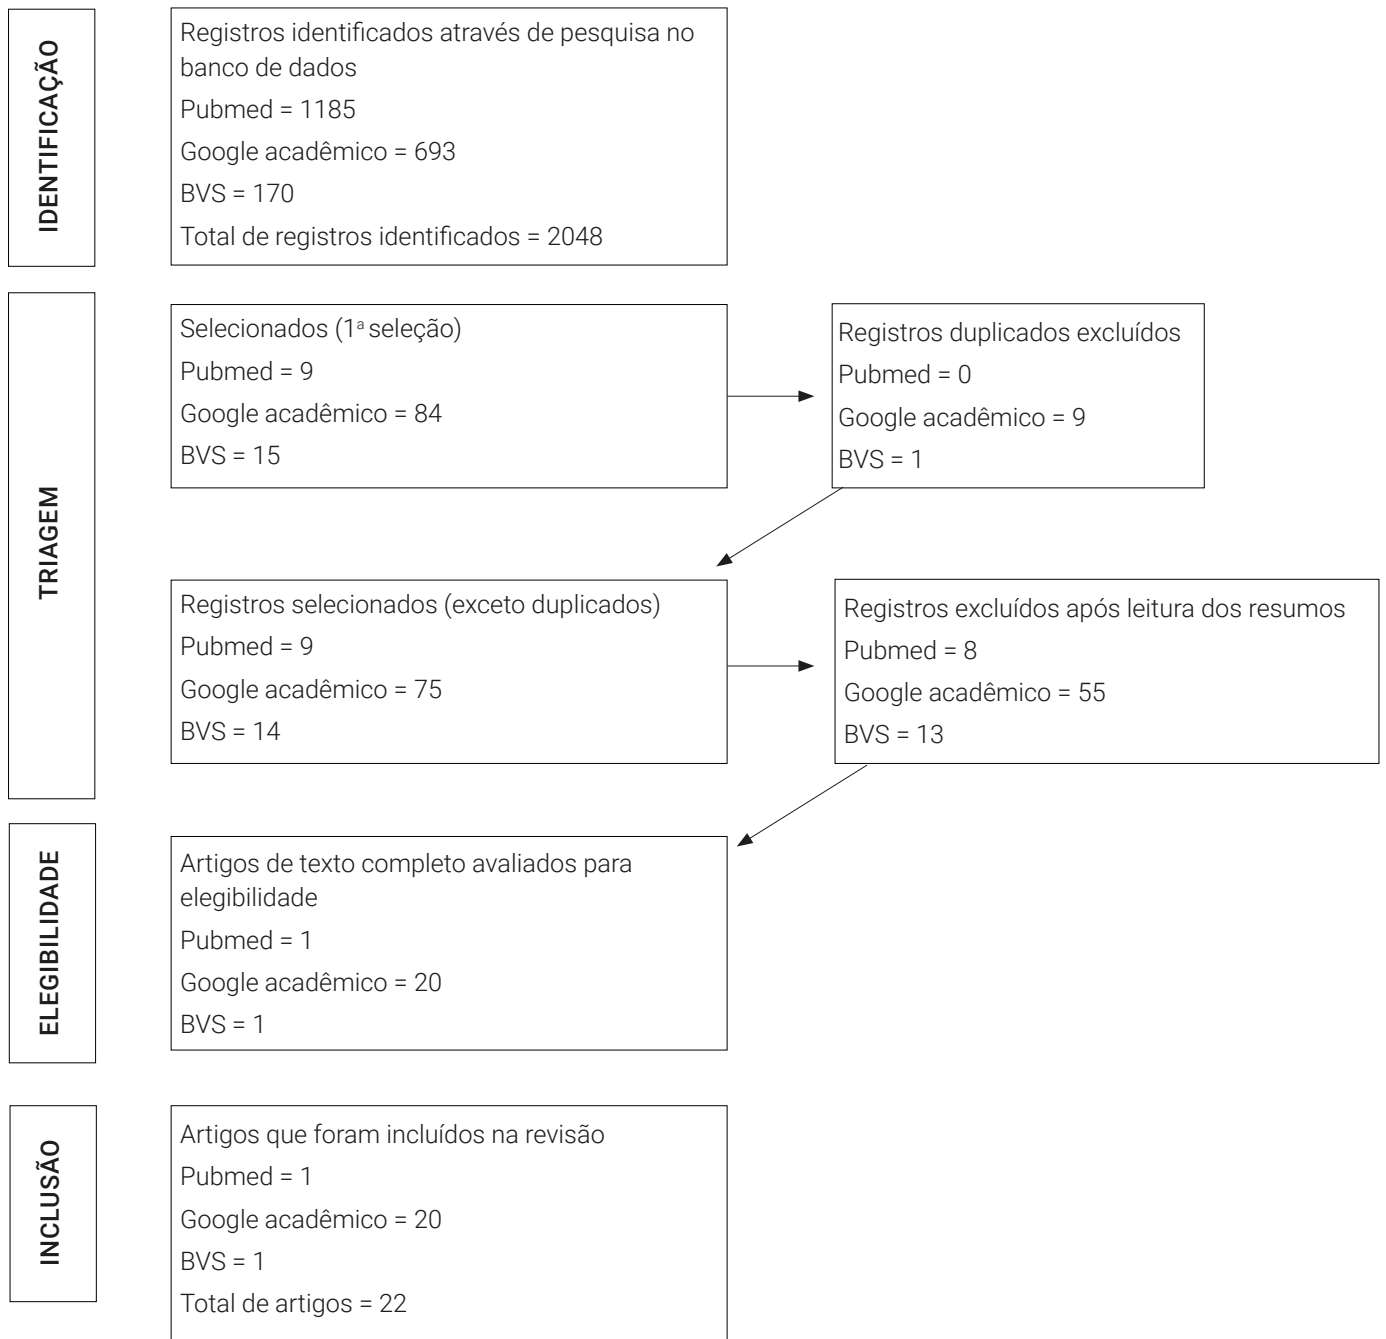 IDENTIFICAÇÃO
Registros identificados através de pesquisa no
banco de dados
Pubmed = 1185
Google acadêmico = 693
BVS = 170
Total de registros identificados = 2048
TRIAGEM
Selecionados (1ª seleção)
Pubmed = 9
Google acadêmico = 84
BVS = 15
Registros duplicados excluídos
Pubmed = 0
Google acadêmico = 9
BVS = 1
Registros selecionados (exceto duplicados)
Pubmed = 9
Google acadêmico = 75
BVS = 14
Registros excluídos após leitura dos resumos
Pubmed = 8
Google acadêmico = 55
BVS = 13
ELEGIBILIDADE
Artigos de texto completo avaliados para
elegibilidade
Pubmed = 1
Google acadêmico = 20
BVS = 1
INCLUSÃO
Artigos que foram incluídos na revisão
Pubmed = 1
Google acadêmico = 20
BVS = 1
Total de artigos = 22